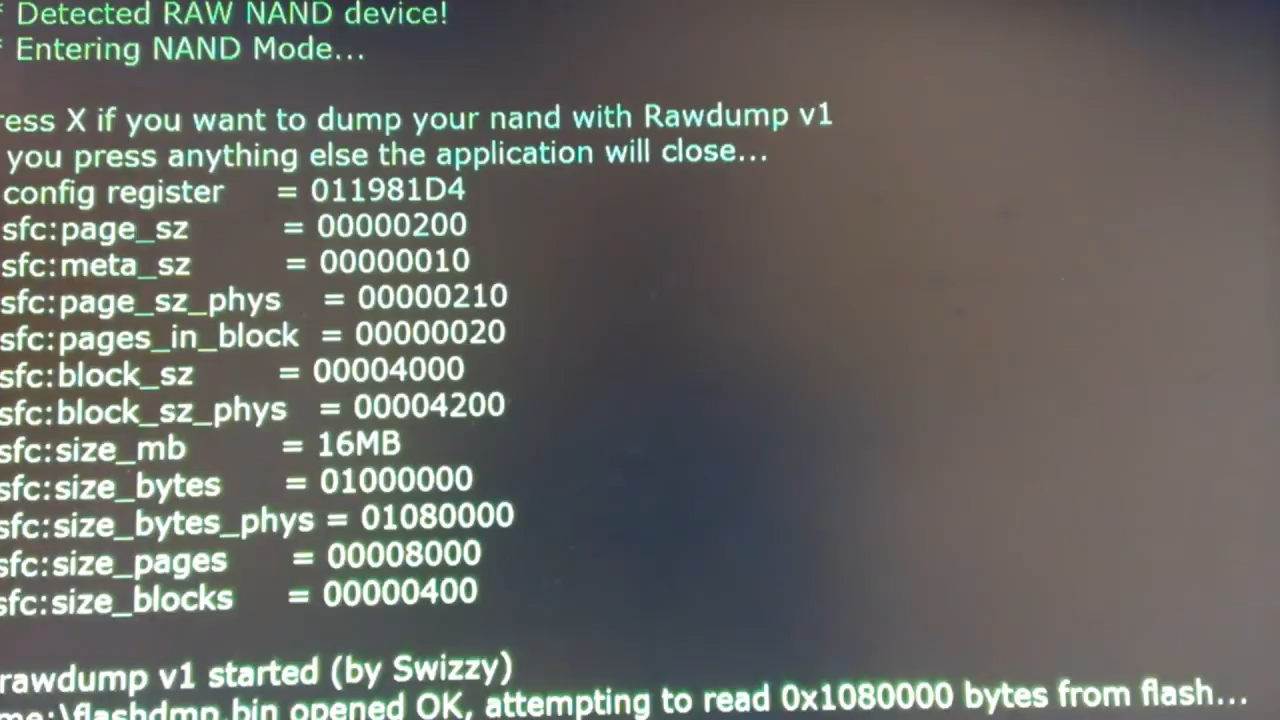 * Detected RAW NAND device!
* Entering NAND Mode...
ress X if you want to dump your nand with Rawdump v1
you press anything else the application will close...
config register = 011981D4
sfc:page_sz = 00000200
sfc:meta_sz = 00000010
sfc:page_sz_phys = 00000210
sfc:pages_in_block = 00000020
sfc:block_sz = 00004000
sfc:block_sz_phys = 00004200
sfc:size_mb = 16MB
sfc:size_bytes = 01000000
sfc:size_bytes_phys = 01080000
sfc:size_pages = 00008000
sfc:size_blocks = 00000400
rawdump v1 started (by Swizzy)
me:\flashdmp.bin opened OK, attempting to read 0x1080000 bytes from flash...